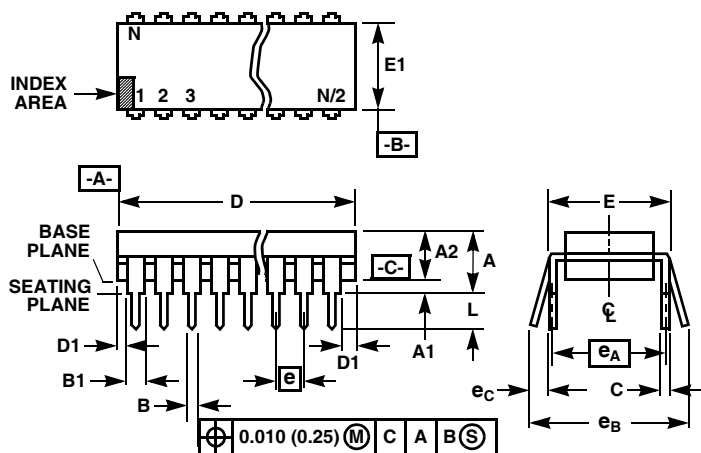 N
E1
INDEX
AREA
1 2 3 N/2
-B-
-A-
D
E
BASE
PLANE
A2
A
-C-
SEATING
PLANE
L
C
L
D1
A1
D1
B1
e
eA
B
eC
C
eB
0.010 (0.25) M C A B S